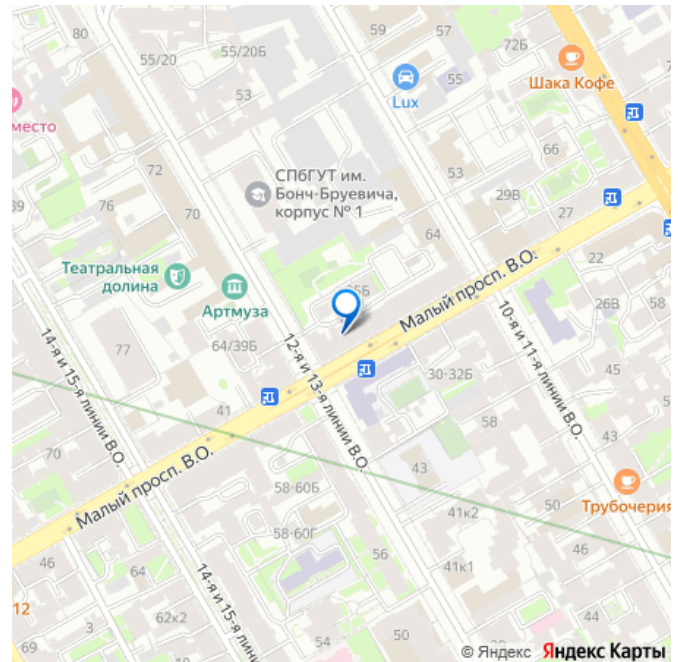 80
59
57
72Б
55/20
55/20Б
Шака Кофе
53
Lux
55
место
72
СПбГУТ им.
Бонч-Бруевича,
корпус № 1
53
66
29В
27
89
76
70
64
22
Театральная
долина
Артмуза
Малый просп. В.О.
26В
58
14-я и 15-я линии В.О.
77
64/39Б
12-я и 13-я линии В.О.
10-я и 11-я линии В.О.
45
30-32Б
41
58
43
70
Малый просп. В.О.
58-60Б
43
Трубочерия
50
41к2
58-60Г
46
46
64
14-я и 15-я линии В.О.
56
41к1
12
3
62к2
44
69
54
50
© Яндекс Яндекс Карты